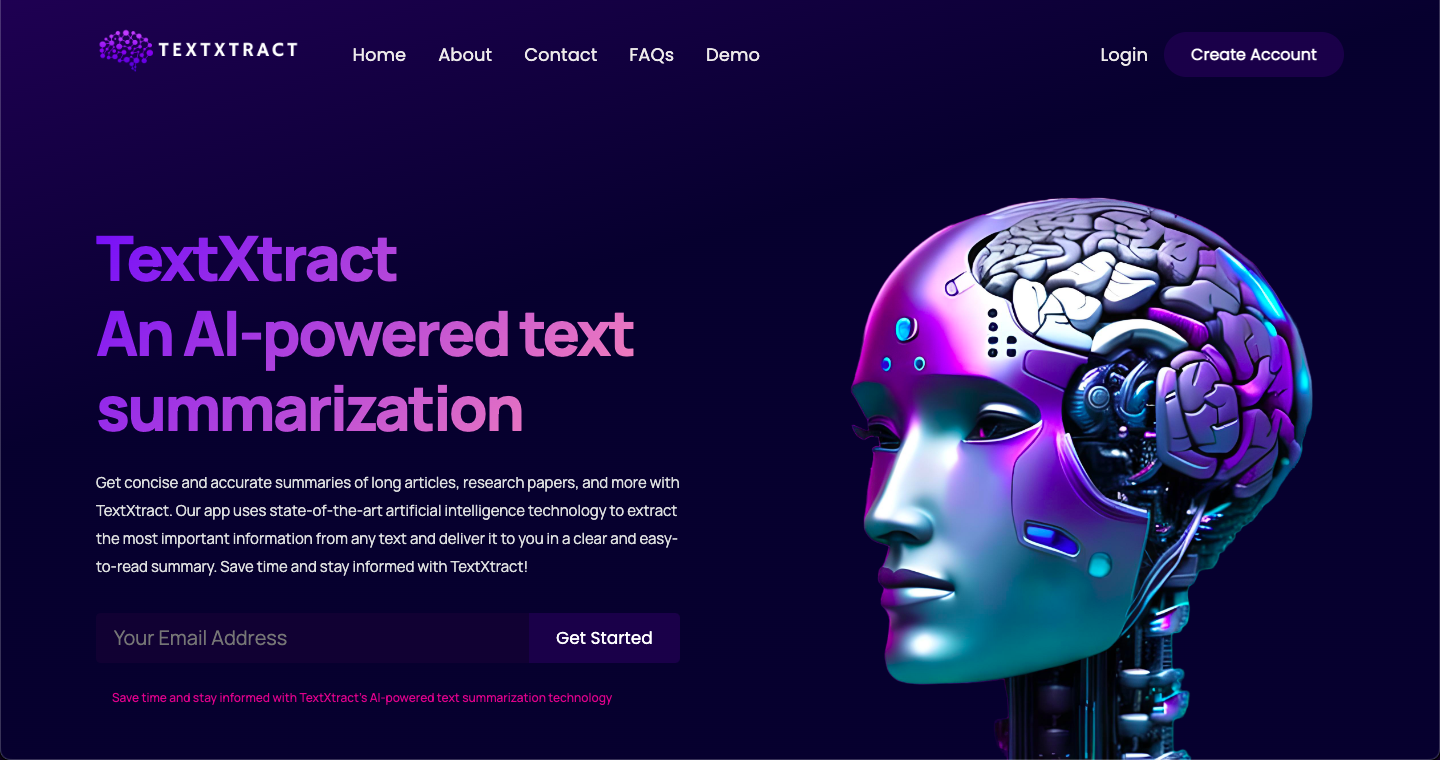 TEXTXTRACT
Home About Contact FAQs Demo
Login Create Account
TextXtract
An AI-powered text
summarization
Get concise and accurate summaries of long articles, research papers, and more with
TextXtract. Our app uses state-of-the-art artificial intelligence technology to extract
the most important information from any text and deliver it to you in a clear and easy-
to-read summary. Save time and stay informed with TextXtract!
Your Email Address
Get Started
Save time and stay informed with TextXtract's AI-powered text summarization technology